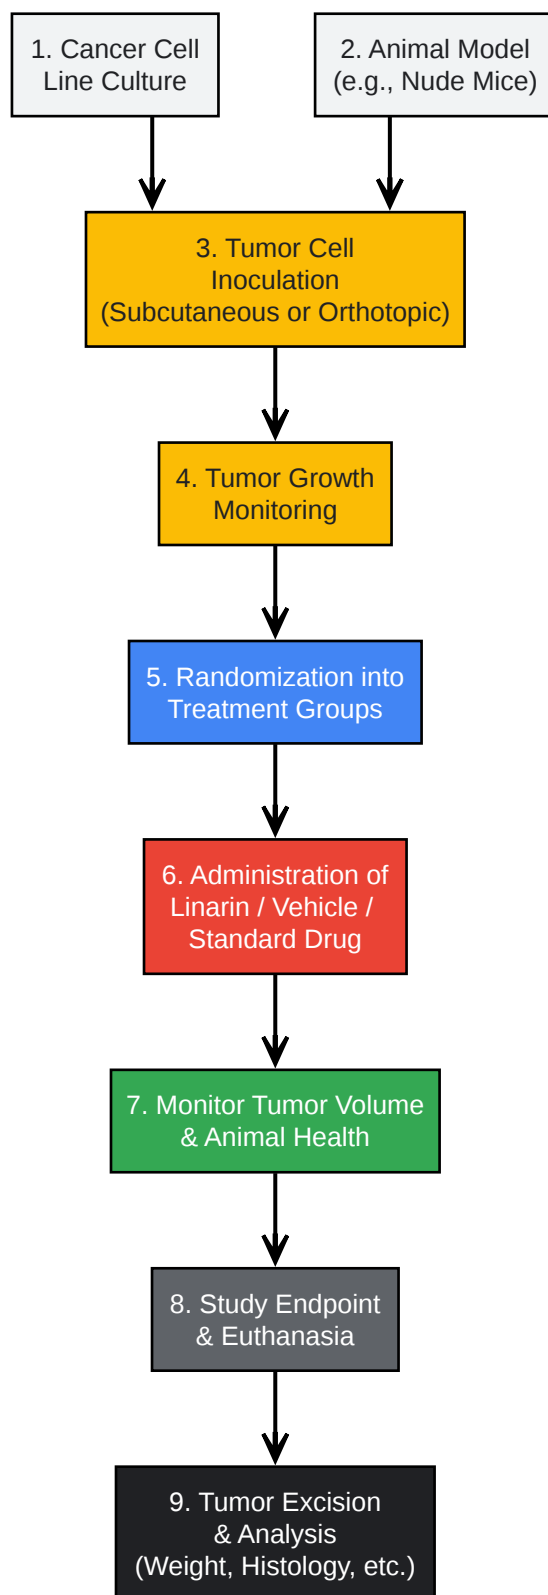 1. Cancer Cell
Line Culture
2. Animal Model
(e.g., Nude Mice)
3. Tumor Cell
Inoculation
(Subcutaneous or Orthotopic)
4. Tumor Growth
Monitoring
5. Randomization into
Treatment Groups
6. Administration of
Linarin / Vehicle /
Standard Drug
7. Monitor Tumor Volume
& Animal Health
8. Study Endpoint
& Euthanasia
9. Tumor Excision
& Analysis
(Weight, Histology, etc.)